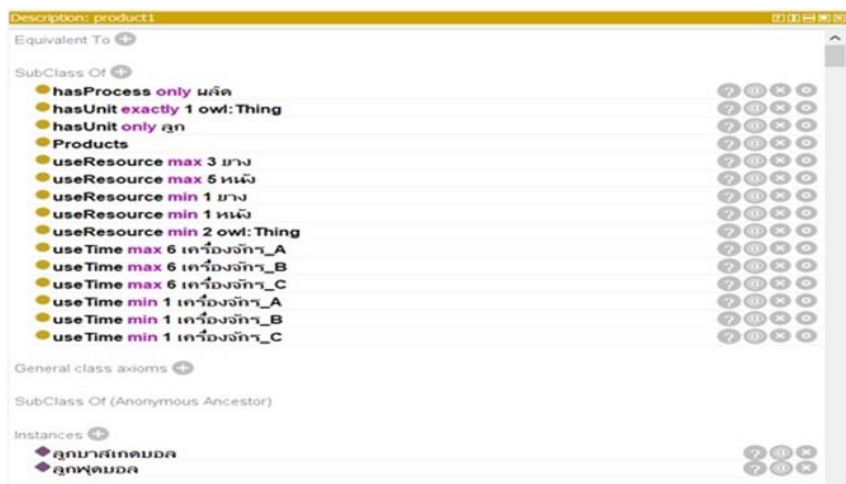 Description: product1
Equivalent To
SubClass Of
hasProcess only ผลิต
hasUnit exactly 1 owl:Thing
hasUnit only ลูก
Products
useResource max 3 ยาง
useResource max 5 หนัง
useResource min 1 ยาง
useResource min 1 หนัง
useResource min 2 owl:Thing
useTime max 6 เครื่องจักร_A
useTime max 6 เครื่องจักร_B
useTime max 6 เครื่องจักร_C
useTime min 1 เครื่องจักร_A
useTime min 1 เครื่องจักร_B
useTime min 1 เครื่องจักร_C
General class axioms
SubClass Of (Anonymous Ancestor)
Instances
ลูกบาสเกตบอล
ลูกฟุตบอล